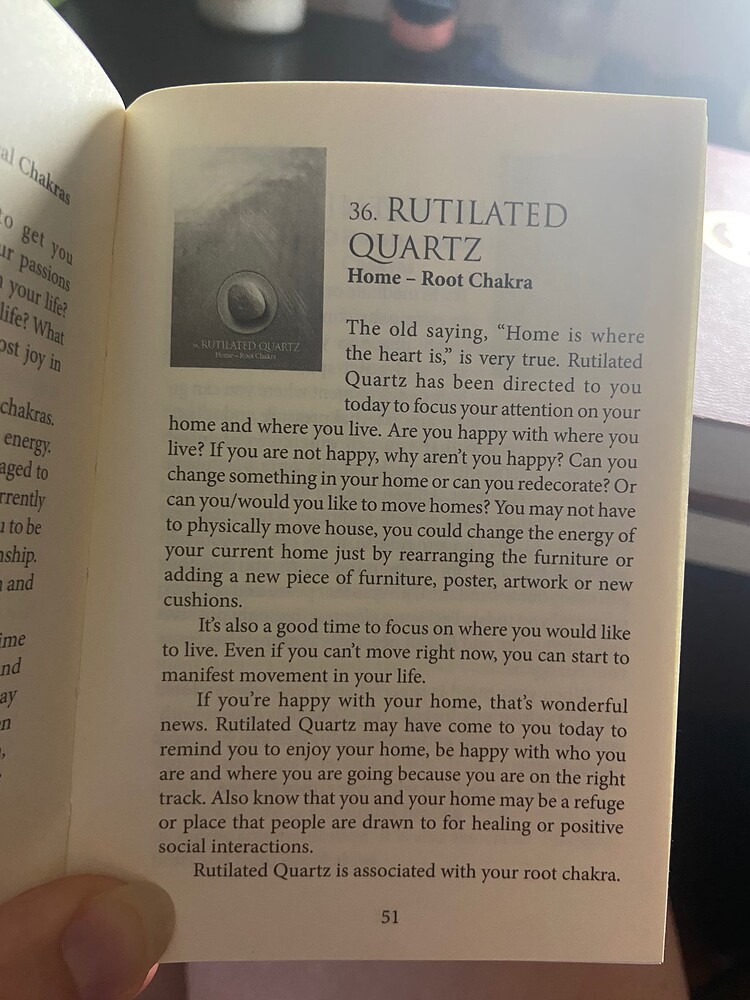 al Chakras
to get you
ur passions
your life?
life? What
ost joy in
chakras.
energy.
aged to
rrently
u to be
nship.
and
ime
nd
ay
n
36. RUTILATED
QUARTZ
Home – Root Chakra
36. RUTILATED QUARTZ
Home – Root Chakra
The old saying, “Home is where
the heart is,” is very true. Rutilated
Quartz has been directed to you
today to focus your attention on your
home and where you live. Are you happy with where you
live? If you are not happy, why aren’t you happy? Can you
change something in your home or can you redecorate? Or
can you/would you like to move homes? You may not have
to physically move house, you could change the energy of
your current home just by rearranging the furniture or
adding a new piece of furniture, poster, artwork or new
cushions.
It’s also a good time to focus on where you would like
to live. Even if you can’t move right now, you can start to
manifest movement in your life.
If you’re happy with your home, that’s wonderful
news. Rutilated Quartz may have come to you today to
remind you to enjoy your home, be happy with who you
are and where you are going because you are on the right
track. Also know that you and your home may be a refuge
or place that people are drawn to for healing or positive
social interactions.
Rutilated Quartz is associated with your root chakra.
51